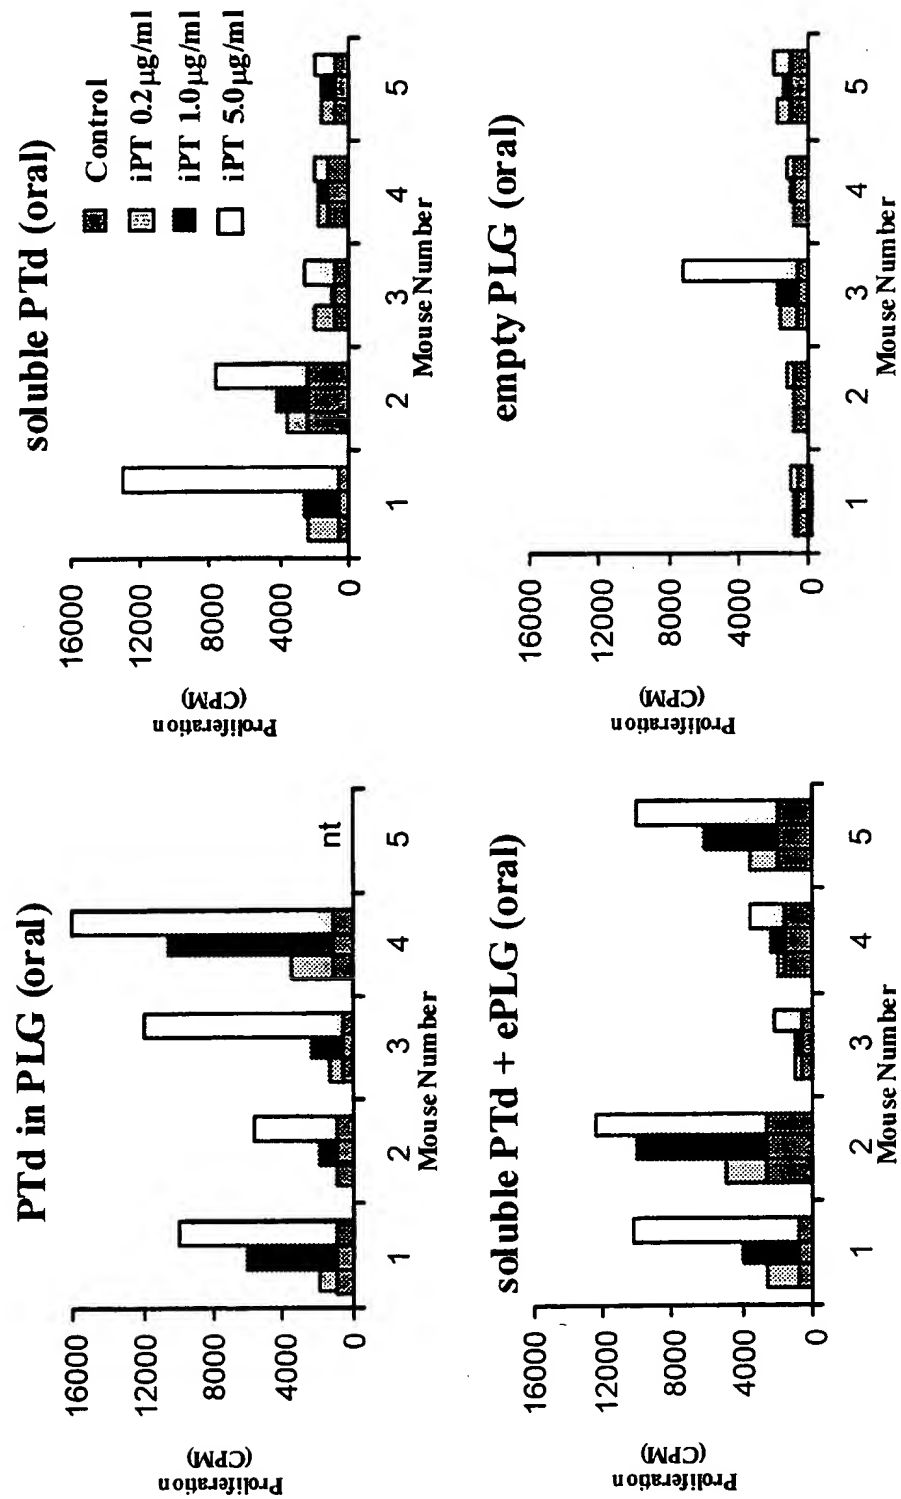 PTd in PLG (oral)
Proliferation
(CPM)
16000
12000
8000
4000
0
nt
1 2 3 4 5
Mouse Number
soluble PTd (oral)
Control
iPT 0.2µg/ml
iPT 1.0µg/ml
iPT 5.0µg/ml
Proliferation
(CPM)
16000
12000
8000
4000
0
1 2 3 4 5
Mouse Number
soluble PTd + ePLG (oral)
Proliferation
(CPM)
16000
12000
8000
4000
0
1 2 3 4 5
Mouse Number
empty PLG (oral)
Proliferation
(CPM)
16000
12000
8000
4000
0
1 2 3 4 5
Mouse Number